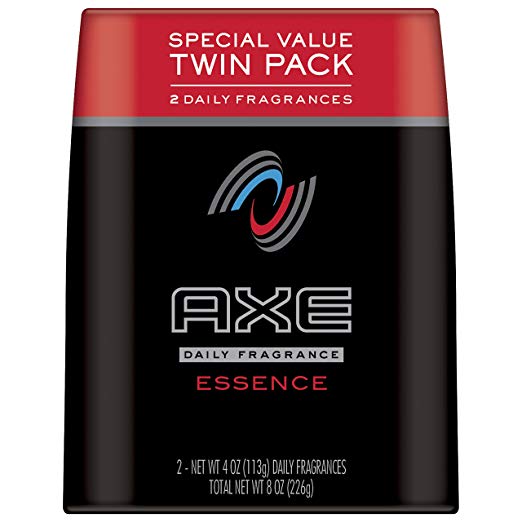 SPECIAL VALUE
TWIN PACK
2 DAILY FRAGRANCES
AXE
DAILY FRAGRANCE
ESSENCE
2 - NET WT 4 OZ (113g) DAILY FRAGRANCES
TOTAL NET WT 8 OZ (226g)